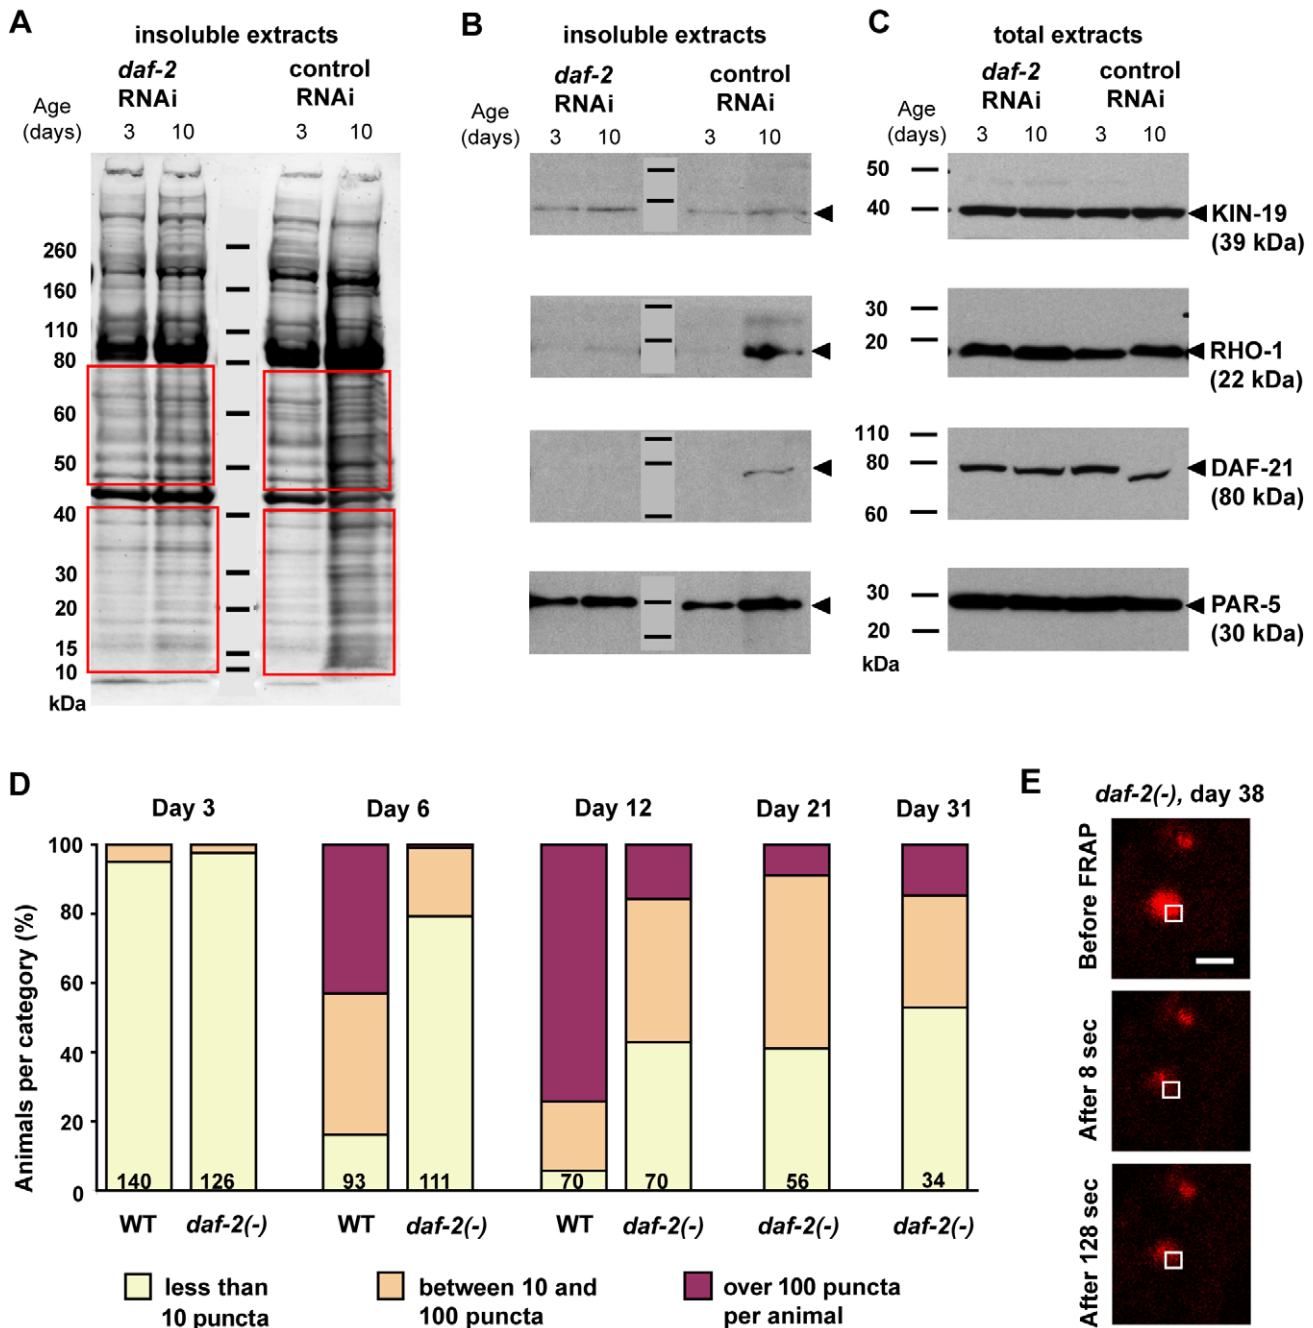 A
insoluble extracts
daf-2 RNAi
control RNAi
Age (days)
3 10 3 10
260
160
110
80
60
50
40
30
20
15
10
kDa
B
insoluble extracts
daf-2 RNAi
control RNAi
Age (days)
3 10 3 10
C
total extracts
daf-2 RNAi
control RNAi
Age (days)
3 10 3 10
50
40
KIN-19
(39 kDa)
30
20
RHO-1
(22 kDa)
110
80
60
DAF-21
(80 kDa)
30
20
kDa
PAR-5
(30 kDa)
D
Day 3 Day 6 Day 12 Day 21 Day 31
Animals per category (%)
100
80
60
40
20
0
140 126 93 111 70 70 56 34
WT daf-2(-) WT daf-2(-) WT daf-2(-) daf-2(-) daf-2(-)
less than
10 puncta
between 10 and
100 puncta
over 100 puncta
per animal
E
daf-2(-), day 38
Before FRAP
After 8 sec
After 128 sec